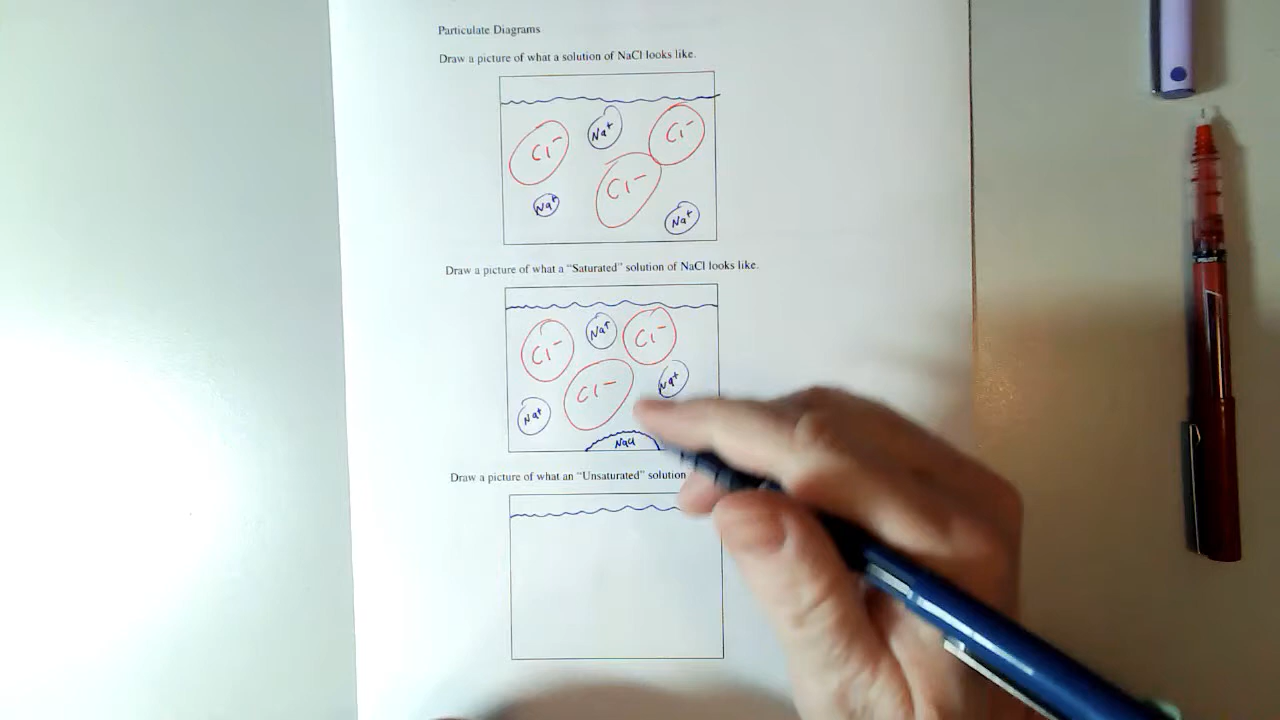 Particulate Diagrams
Draw a picture of what a solution of NaCl looks like.
Na⁺ Cl⁻
Cl⁻
Cl⁻
Na⁺ Na⁺
Draw a picture of what a “Saturated” solution of NaCl looks like.
Na⁺
Cl⁻ Cl⁻
Cl⁻ Na⁺
Na⁺
NaCl
Draw a picture of what an “Unsaturated” solution
PILOT